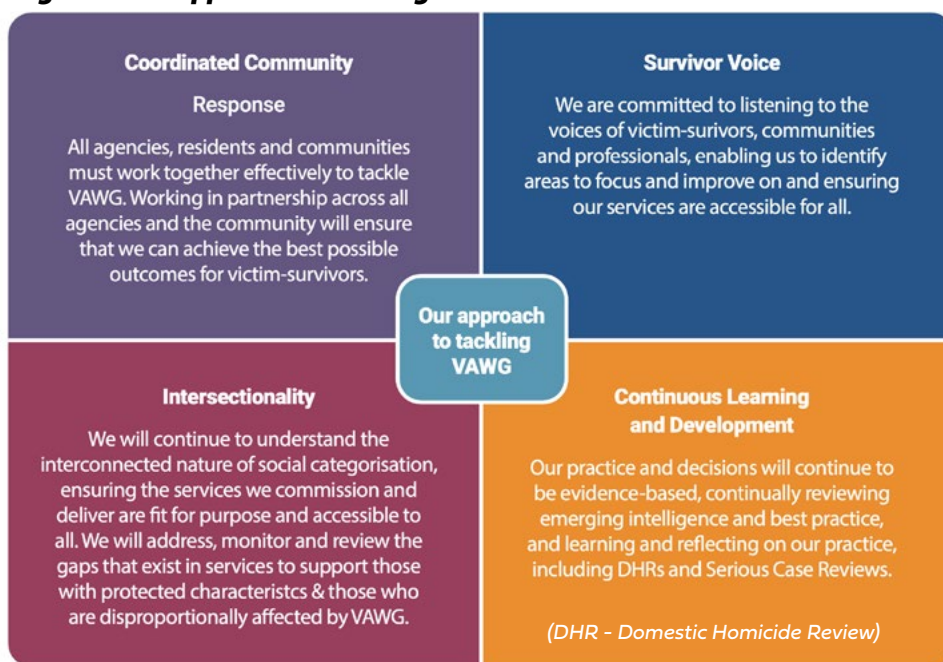 Coordinated Community
Response
All agencies, residents and communities
must work together effectively to tackle
VAWG. Working in partnership across all
agencies and the community will ensure
that we can achieve the best possible
outcomes for victim-survivors.
Survivor Voice
We are committed to listening to the
voices of victim-surivors, communities
and professionals, enabling us to identify
areas to focus and improve on and ensuring
our services are accessible for all.
Our approach
to tackling
VAWG
Intersectionality
We will continue to understand the
interconnected nature of social categorisation,
ensuring the services we commission and
deliver are fit for purpose and accessible to
all. We will address, monitor and review the
gaps that exist in services to support those
with protected characteristcs & those who
are disproportionally affected by VAWG.
Continuous Learning
and Development
Our practice and decisions will continue to
be evidence-based, continually reviewing
emerging intelligence and best practice,
and learning and reflecting on our practice,
including DHRs and Serious Case Reviews.
(DHR - Domestic Homicide Review)